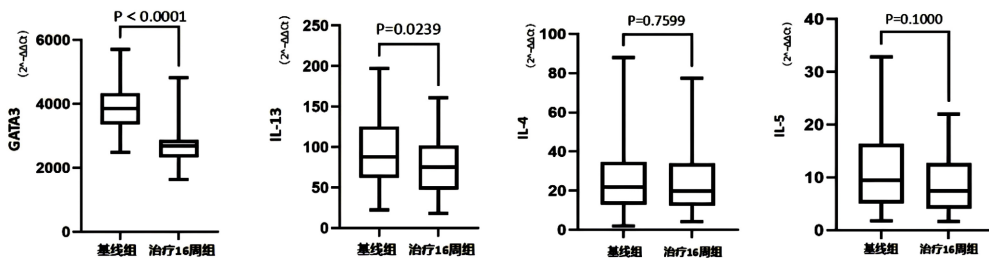 P < 0.0001
GATA3
(2^-ΔΔCt)
6000
4000
2000
0
基线组 治疗16周组
P=0.0239
IL-13
(2^-ΔΔCt)
250
200
150
100
50
0
基线组 治疗16周组
P=0.7599
IL-4
(2^-ΔΔCt)
100
80
60
40
20
0
基线组 治疗16周组
P=0.1000
IL-5
(2^-ΔΔCt)
40
30
20
10
0
基线组 治疗16周组